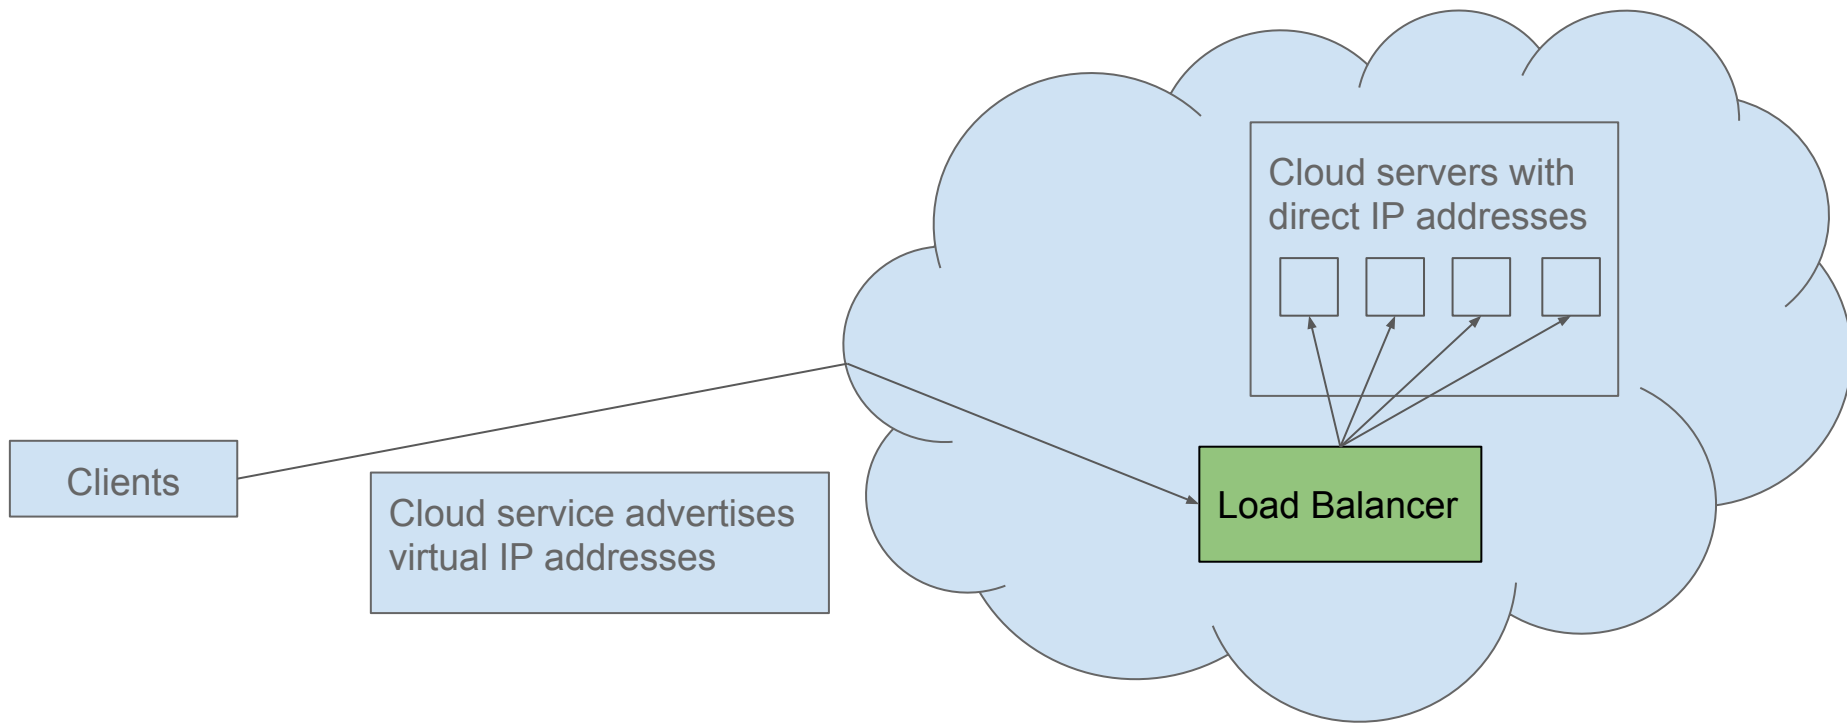 Cloud servers with
direct IP addresses
Clients
Cloud service advertises
virtual IP addresses
Load Balancer